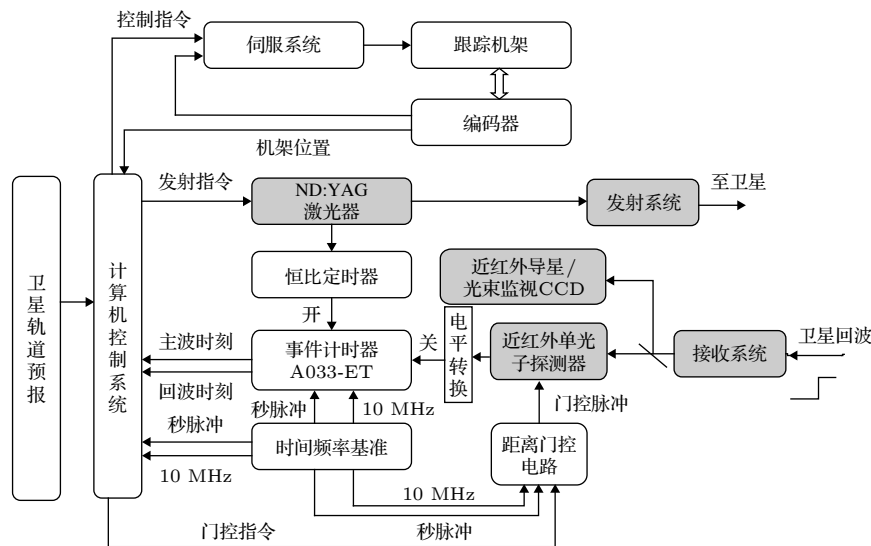 控制指令
伺服系统
跟踪机架
编码器
机架位置
发射指令
ND:YAG
激光器
发射系统
至卫星
恒比定时器
近红外导星/
光束监视CCD
卫星轨道预报
计算机控制系统
开
主波时刻
事件计时器
A033-ET
关
电平转换
近红外单光
子探测器
接收系统
卫星回波
回波时刻
秒脉冲
10 MHz
门控脉冲
秒脉冲
时间频率基准
距离门控
电路
10 MHz
10 MHz
门控指令
秒脉冲